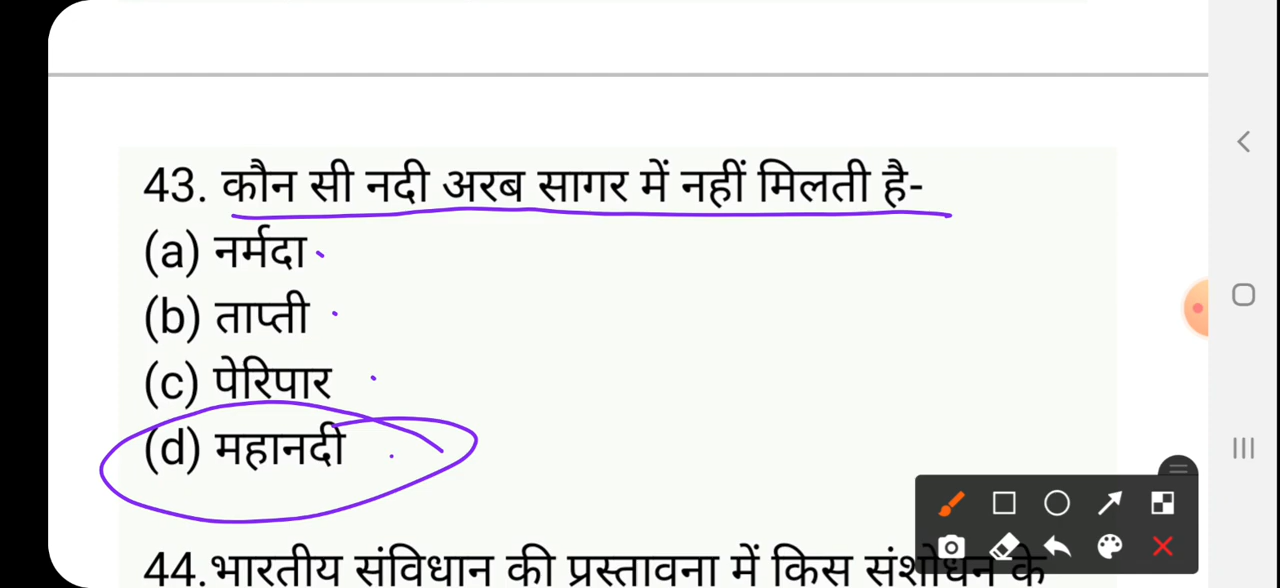 43. कौन सी नदी अरब सागर में नहीं मिलती है-
(a) नर्मदा
(b) ताप्ती
(c) पेरिपार
(d) महानदी
44.भारतीय संविधान की प्रस्तावना में किस संशोधन के